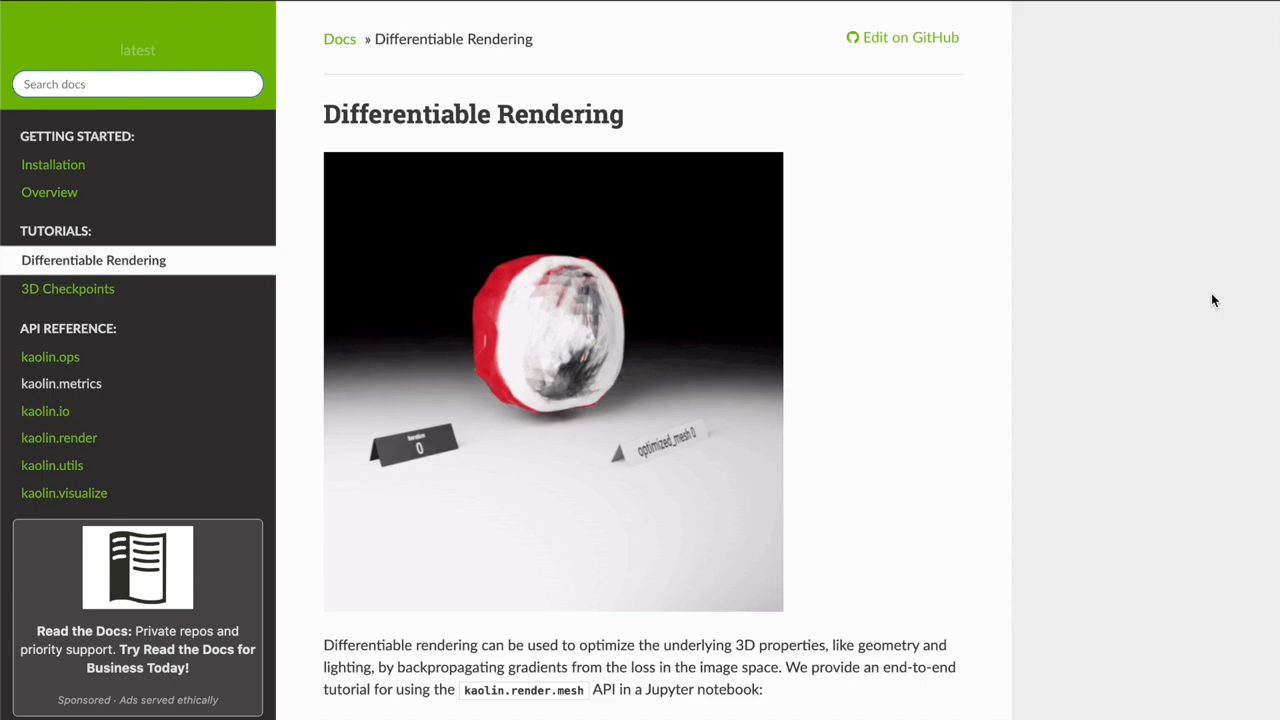 latest
Search docs
GETTING STARTED:
Installation
Overview
TUTORIALS:
Differentiable Rendering
3D Checkpoints
API REFERENCE:
kaolin.ops
kaolin.metrics
kaolin.io
kaolin.render
kaolin.utils
kaolin.visualize
Read the Docs: Private repos and
priority support. Try Read the Docs for
Business Today!
Sponsored · Ads served ethically
Docs » Differentiable Rendering
Edit on GitHub
Differentiable Rendering
Iteration
0
optimized_mesh 0
Differentiable rendering can be used to optimize the underlying 3D properties, like geometry and
lighting, by backpropagating gradients from the loss in the image space. We provide an end-to-end
tutorial for using the kaolin.render.mesh API in a Jupyter notebook: